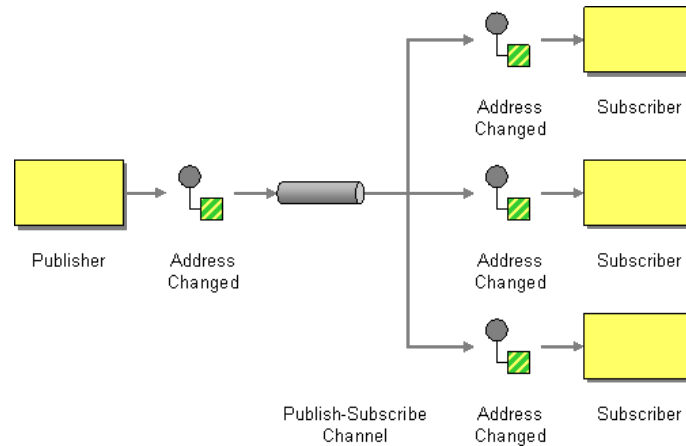 Address
Changed
Subscriber
Publisher
Address
Changed
Address
Changed
Subscriber
Publish-Subscribe
Channel
Address
Changed
Subscriber